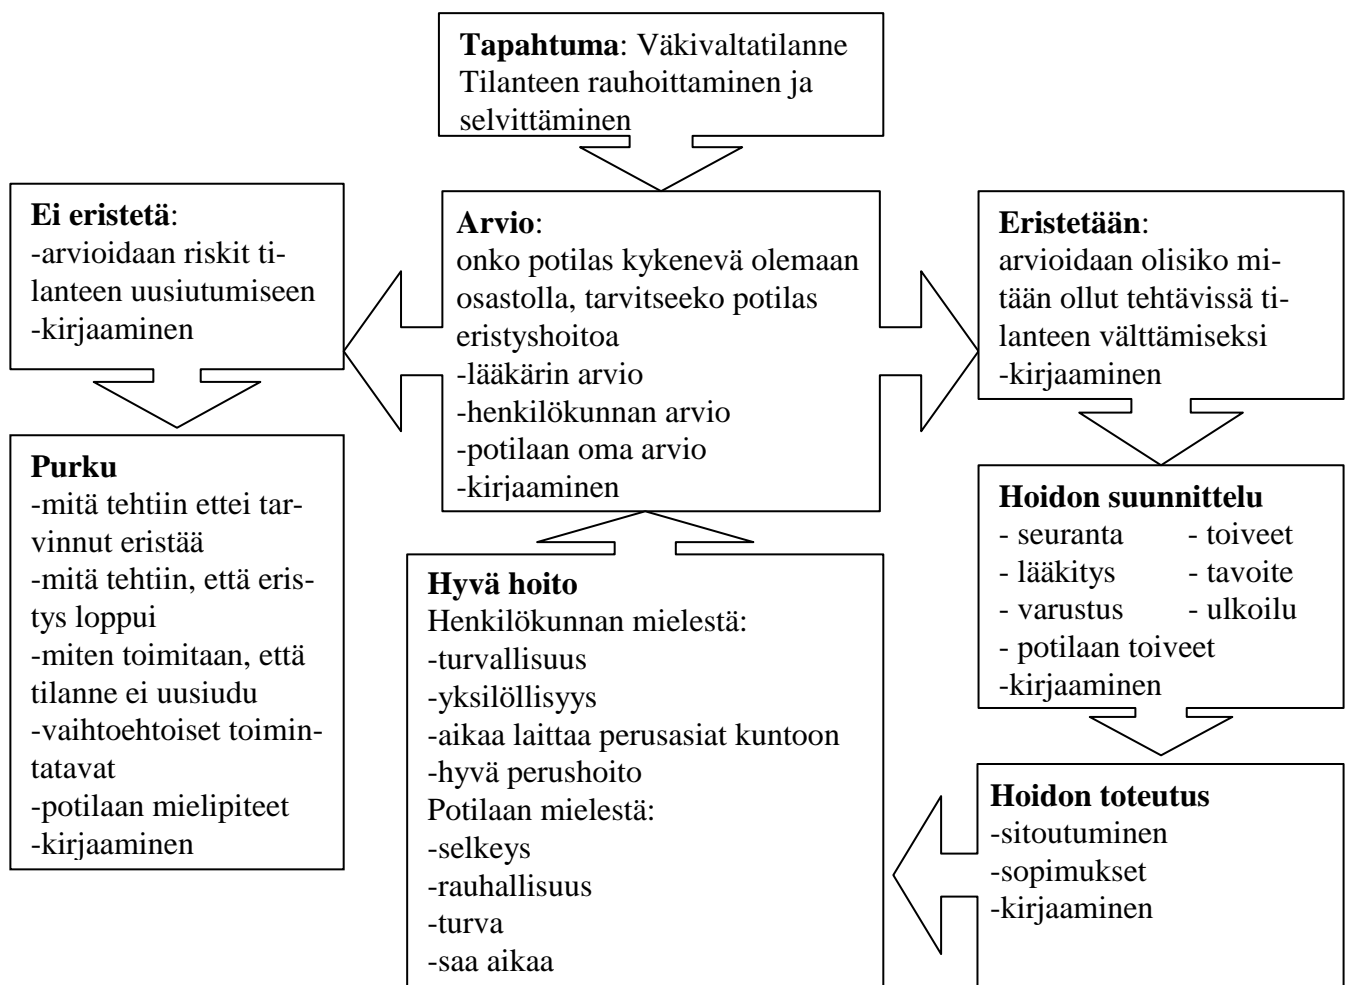 Tapahtuma: Väkivaltatilanne
Tilanteen rauhoittaminen ja
selvittäminen
Ei eristetä:
-arvioidaan riskit ti-
lanteen uusiutumiseen
-kirjaaminen
Arvio:
onko potilas kykenevä olemaan
osastolla, tarvitseeko potilas
eristyshoitoa
-lääkärin arvio
-henkilökunnan arvio
-potilaan oma arvio
-kirjaaminen
Eristetään:
arvioidaan olisiko mi-
tään ollut tehtävissä ti-
lanteen välttämiseksi
-kirjaaminen
Purku
-mitä tehtiin ettei tar-
vinnut eristää
-mitä tehtiin, että eris-
tys loppui
-miten toimitaan, että
tilanne ei uusiudu
-vaihtoehtoiset toimin-
tatavat
-potilaan mielipiteet
-kirjaaminen
Hyvä hoito
Henkilökunnan mielestä:
-turvallisuus
-yksilöllisyys
-aikaa laittaa perusasiat kuntoon
-hyvä perushoito
Potilaan mielestä:
-selkeys
-rauhallisuus
-turva
-saa aikaa
Hoidon suunnittelu
- seuranta - toiveet
- lääkitys - tavoite
- varustus - ulkoilu
- potilaan toiveet
-kirjaaminen
Hoidon toteutus
-sitoutuminen
-sopimukset
-kirjaaminen